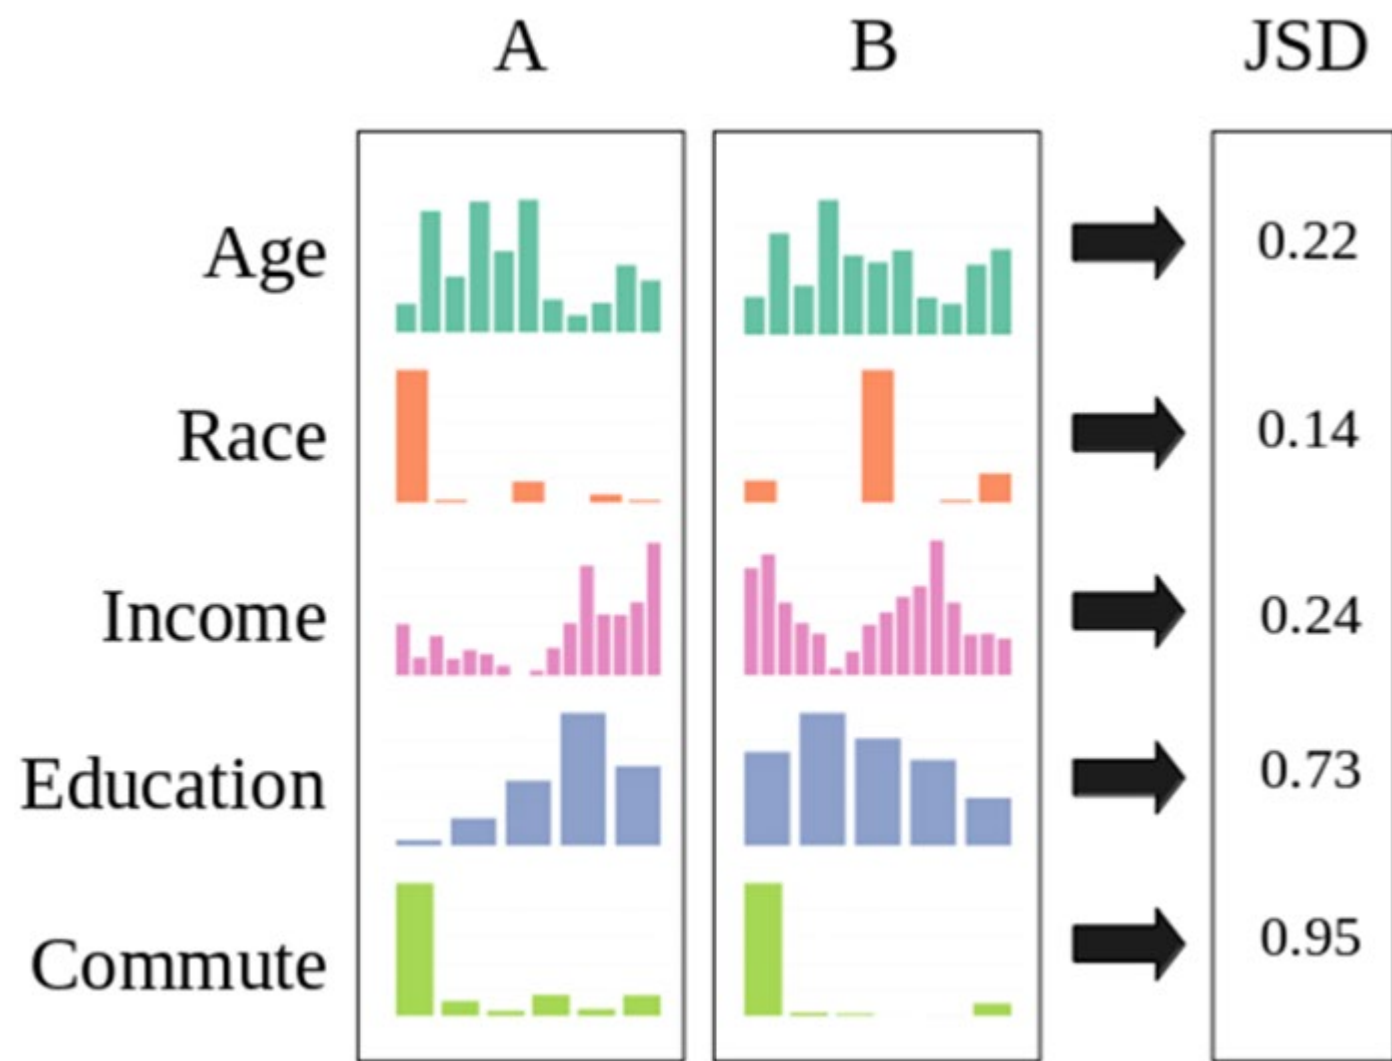 A B JSD
Age 0.22
Race 0.14
Income 0.24
Education 0.73
Commute 0.95